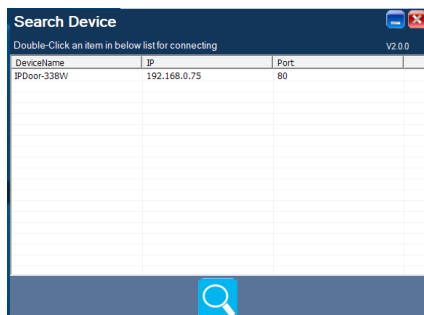 Search Device
Double-Click an item in below list for connecting V2.0.0
DeviceName IP Port
IPDoor-338W 192.168.0.75 80